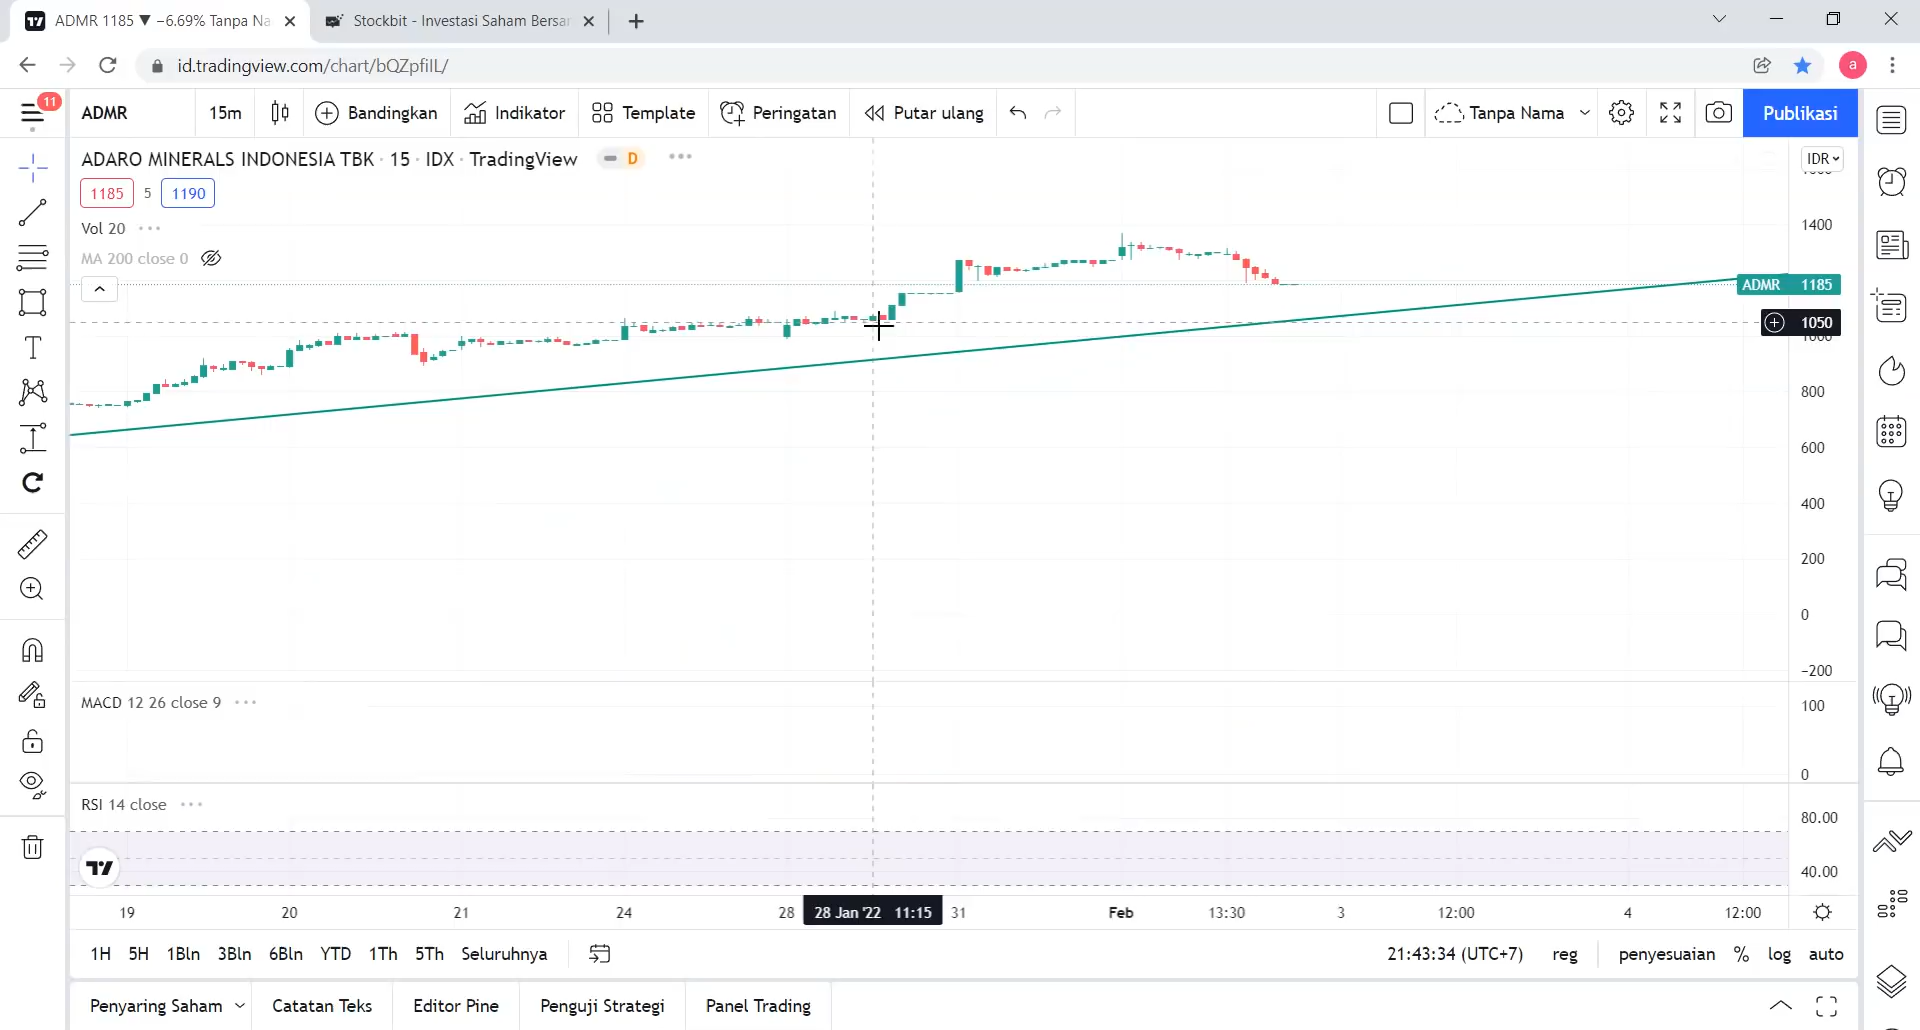 ADMR 1185 ▼ −6.69% Tanpa Na
Stockbit - Investasi Saham Bersar
id.tradingview.com/chart/bQZpfiIL/
a
11
ADMR
15m
Bandingkan
Indikator
Template
Peringatan
Putar ulang
Tanpa Nama
Publikasi
ADARO MINERALS INDONESIA TBK · 15 · IDX · TradingView
D
IDR
1185
5
1190
Vol 20
MA 200 close 0
1400
ADMR 1185
1050
800
600
400
200
0
−200
MACD 12 26 close 9
100
0
RSI 14 close
80.00
40.00
19
20
21
24
28
28 Jan '22 11:15
31
Feb
13:30
3
12:00
4
12:00
1H
5H
1Bln
3Bln
6Bln
YTD
1Th
5Th
Seluruhnya
21:43:34 (UTC+7)
reg
penyesuaian
%
log
auto
Penyaring Saham
Catatan Teks
Editor Pine
Penguji Strategi
Panel Trading